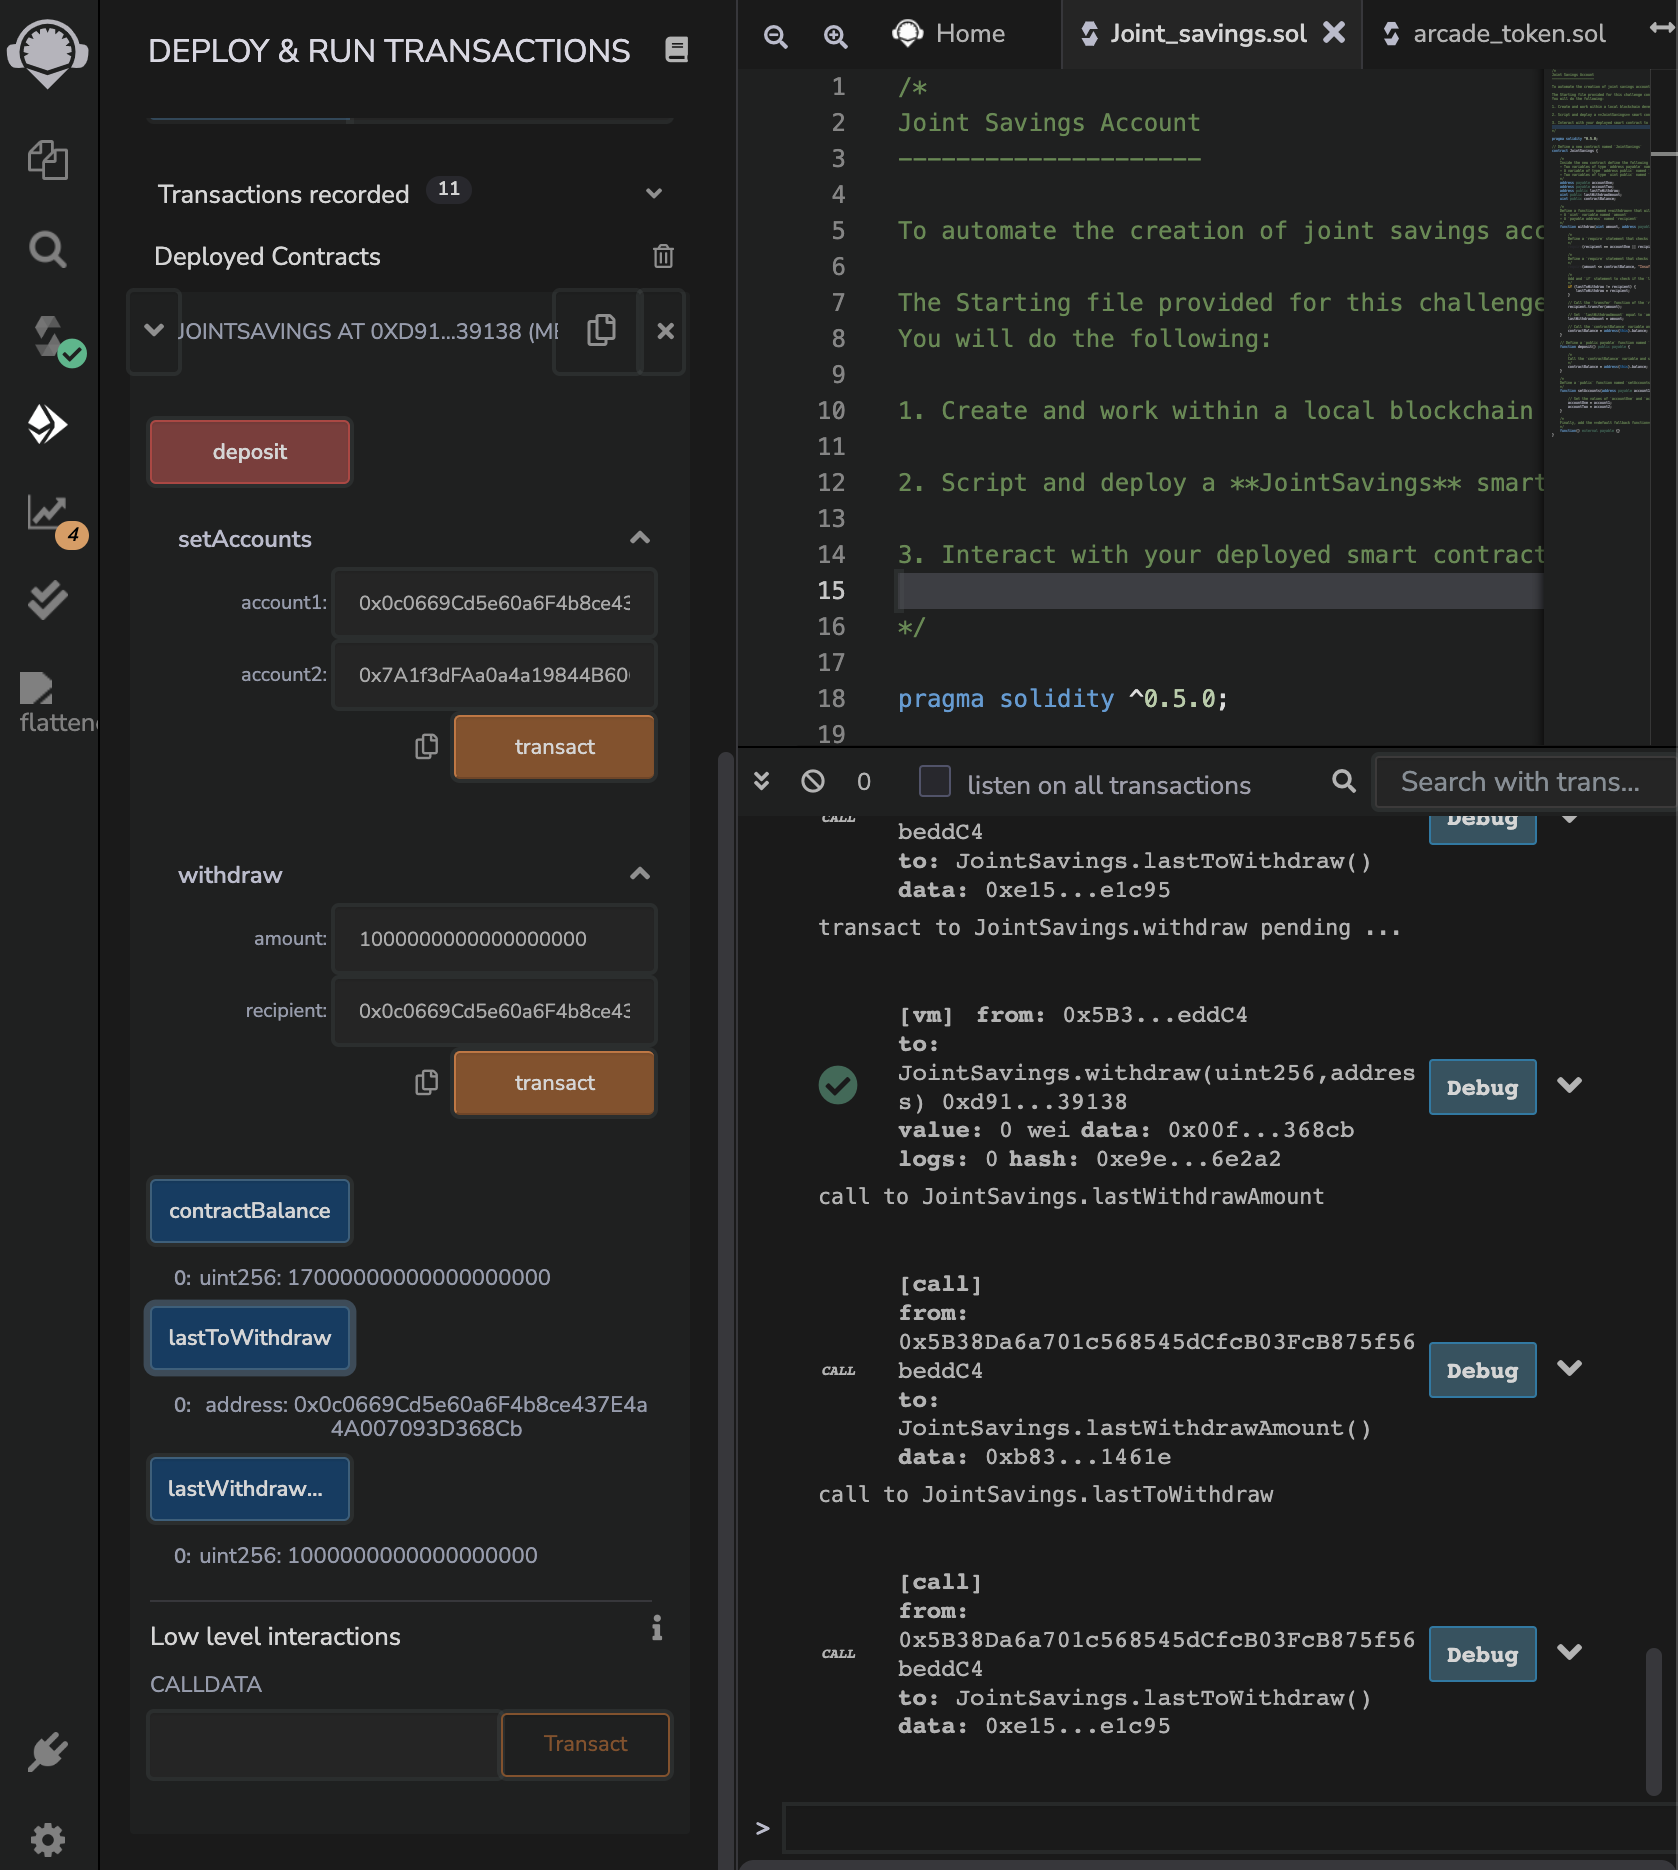 DEPLOY & RUN TRANSACTIONS
Transactions recorded 11
Deployed Contracts
JOINTSAVINGS AT 0XD91...39138 (ME
deposit
setAccounts
account1: 0x0c0669Cd5e60a6F4b8ce43
account2: 0x7A1f3dFAa0a4a19844B60
transact
withdraw
amount: 1000000000000000000
recipient: 0x0c0669Cd5e60a6F4b8ce43
transact
contractBalance
0: uint256: 17000000000000000000
lastToWithdraw
0: address: 0x0c0669Cd5e60a6F4b8ce437E4a
4A007093D368Cb
lastWithdraw...
0: uint256: 1000000000000000000
Low level interactions
i
CALLDATA
Transact
4
flattene
Home
Joint_savings.sol
arcade_token.sol
1 /*
2 Joint Savings Account
3 ---------------------
4
5 To automate the creation of joint savings acc
6
7 The Starting file provided for this challenge
8 You will do the following:
9
10 1. Create and work within a local blockchain
11
12 2. Script and deploy a **JointSavings** smart
13
14 3. Interact with your deployed smart contract
15
16 */
17
18 pragma solidity ^0.5.0;
19
0 listen on all transactions Search with trans...
CALL beddC4 Debug
to: JointSavings.lastToWithdraw()
data: 0xe15...e1c95
transact to JointSavings.withdraw pending ...
[vm] from: 0x5B3...eddC4
to:
JointSavings.withdraw(uint256,addres
s) 0xd91...39138
value: 0 wei data: 0x00f...368cb
logs: 0 hash: 0xe9e...6e2a2
Debug
call to JointSavings.lastWithdrawAmount
[call]
from:
0x5B38Da6a701c568545dCfcB03FcB875f56
CALL beddC4 Debug
to:
JointSavings.lastWithdrawAmount()
data: 0xb83...1461e
call to JointSavings.lastToWithdraw
[call]
from:
0x5B38Da6a701c568545dCfcB03FcB875f56
CALL beddC4 Debug
to: JointSavings.lastToWithdraw()
data: 0xe15...e1c95
>